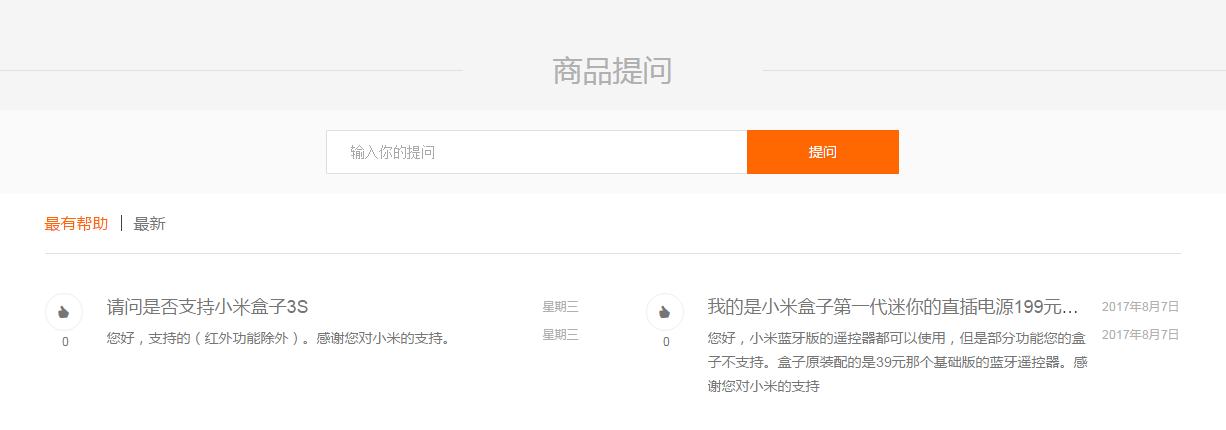 商品提问
输入你的提问
提问
最有帮助
最新
请问是否支持小米盒子3S
星期三
您好，支持的（红外功能除外）。感谢您对小米的支持。
星期三
0
我的是小米盒子第一代迷你的直插电源199元...
2017年8月7日
您好，小米蓝牙版的遥控器都可以使用，但是部分功能您的盒
子不支持。盒子原装配的是39元那个基础版的蓝牙遥控器。感
谢您对小米的支持
2017年8月7日
0